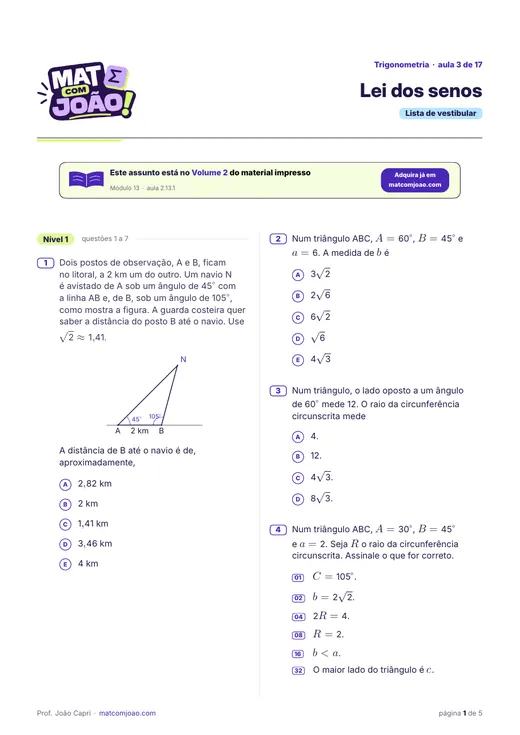 MAT
COM
JOÃO!
Trigonometria · aula 3 de 17
Lei dos senos
Lista de vestibular
Este assunto está no Volume 2 do material impresso
Módulo 13 · aula 2.13.1
Adquira já em
matcomjoao.com
Nível 1 questões 1 a 7
1 Dois postos de observação, A e B, ficam
no litoral, a 2 km um do outro. Um navio N
é avistado de A sob um ângulo de 45° com
a linha AB e, de B, sob um ângulo de 105°,
como mostra a figura. A guarda costeira quer
saber a distância do posto B até o navio. Use
√2 ≈ 1,41.
N
45° 105°
A 2 km B
A distância de B até o navio é de,
aproximadamente,
A 2,82 km
B 2 km
C 1,41 km
D 3,46 km
E 4 km
2 Num triângulo ABC, A = 60°, B = 45° e
a = 6. A medida de b é
A 3√2
B 2√6
C 6√2
D √6
E 4√3
3 Num triângulo, o lado oposto a um ângulo
de 60° mede 12. O raio da circunferência
circunscrita mede
A 4.
B 12.
C 4√3.
D 8√3.
4 Num triângulo ABC, A = 30°, B = 45°
e a = 2. Seja R o raio da circunferência
circunscrita. Assinale o que for correto.
01 C = 105°.
02 b = 2√2.
04 2R = 4.
08 R = 2.
16 b < a.
32 O maior lado do triângulo é c.
Prof. João Capri · matcomjoao.com
página 1 de 5